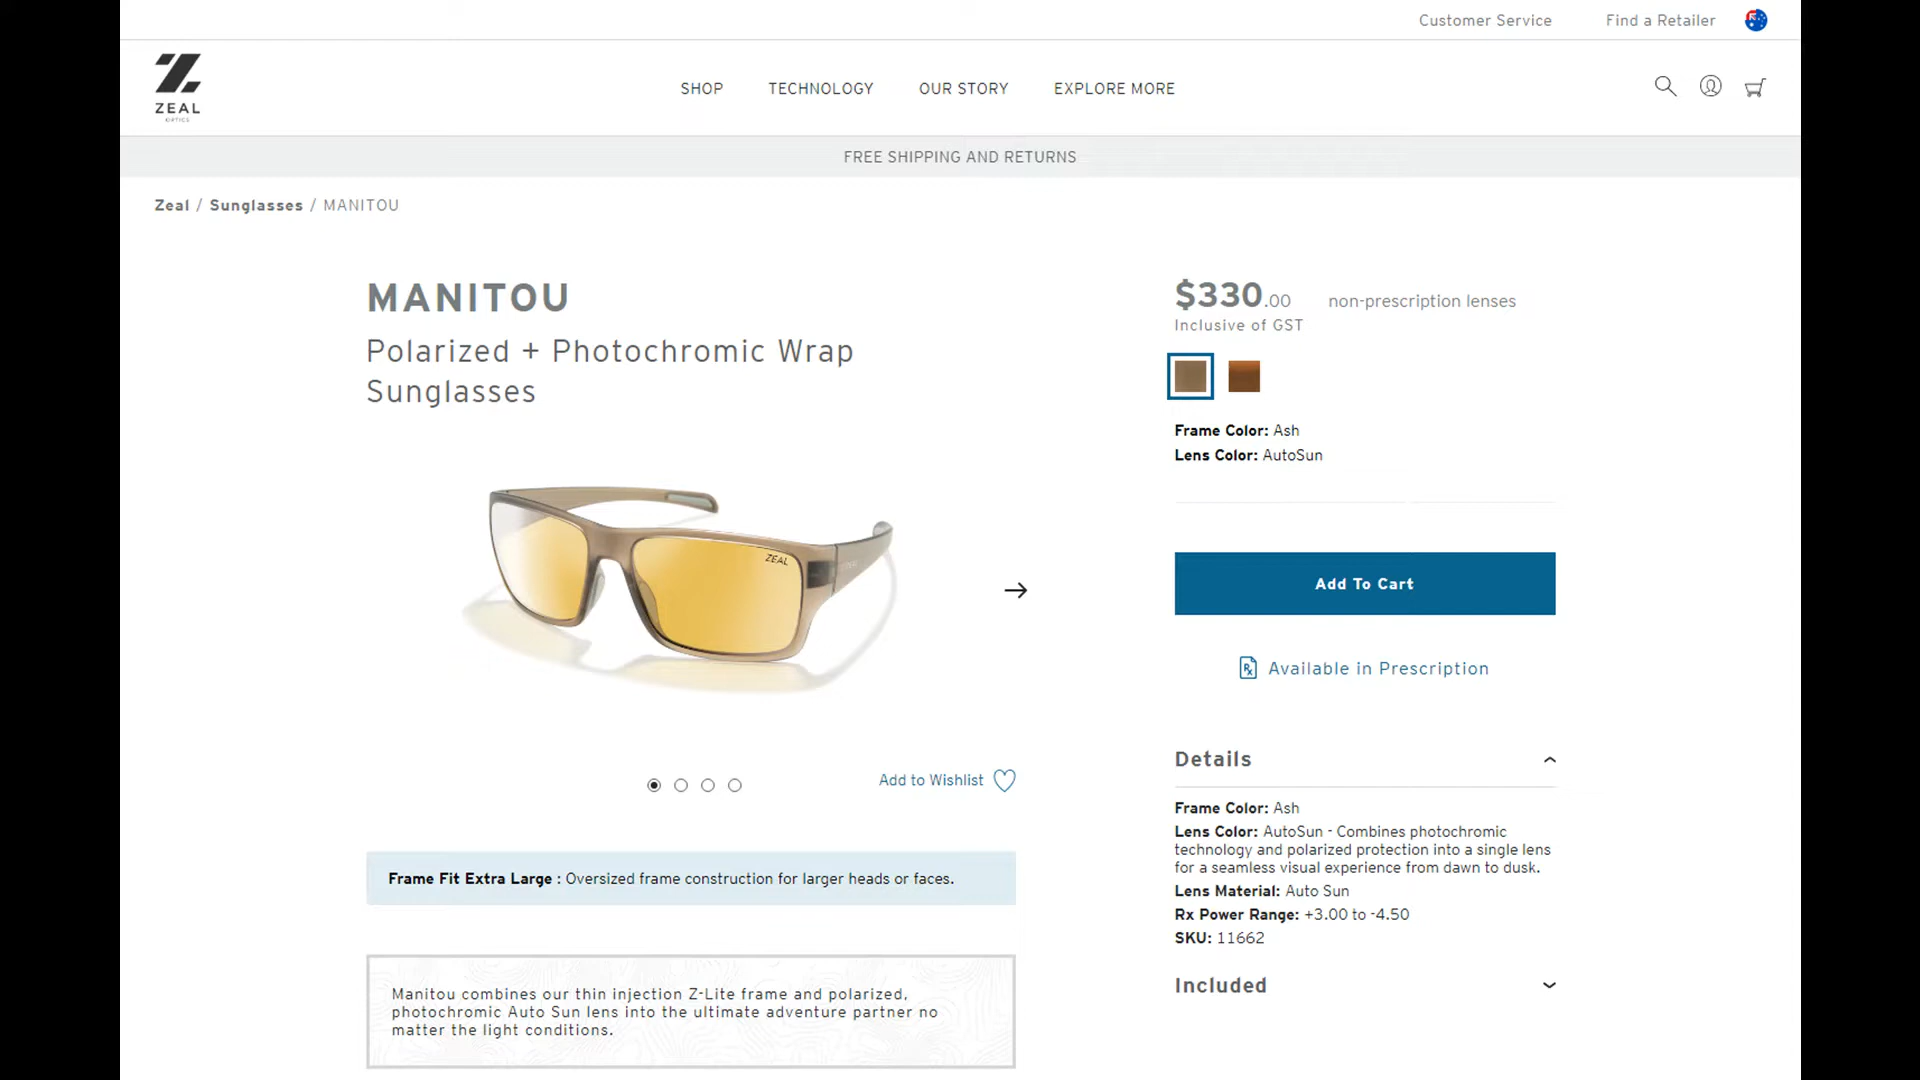 Customer Service
Find a Retailer
ZEAL
OPTICS
SHOP
TECHNOLOGY
OUR STORY
EXPLORE MORE
FREE SHIPPING AND RETURNS
Zeal / Sunglasses / MANITOU
MANITOU
Polarized + Photochromic Wrap
Sunglasses
ZEAL
Add to Wishlist
Frame Fit Extra Large : Oversized frame construction for larger heads or faces.
Manitou combines our thin injection Z-Lite frame and polarized,
photochromic Auto Sun lens into the ultimate adventure partner no
matter the light conditions.
$330.00 non-prescription lenses
Inclusive of GST
Frame Color: Ash
Lens Color: AutoSun
Add To Cart
Rx Available in Prescription
Details
Frame Color: Ash
Lens Color: AutoSun - Combines photochromic
technology and polarized protection into a single lens
for a seamless visual experience from dawn to dusk.
Lens Material: Auto Sun
Rx Power Range: +3.00 to -4.50
SKU: 11662
Included